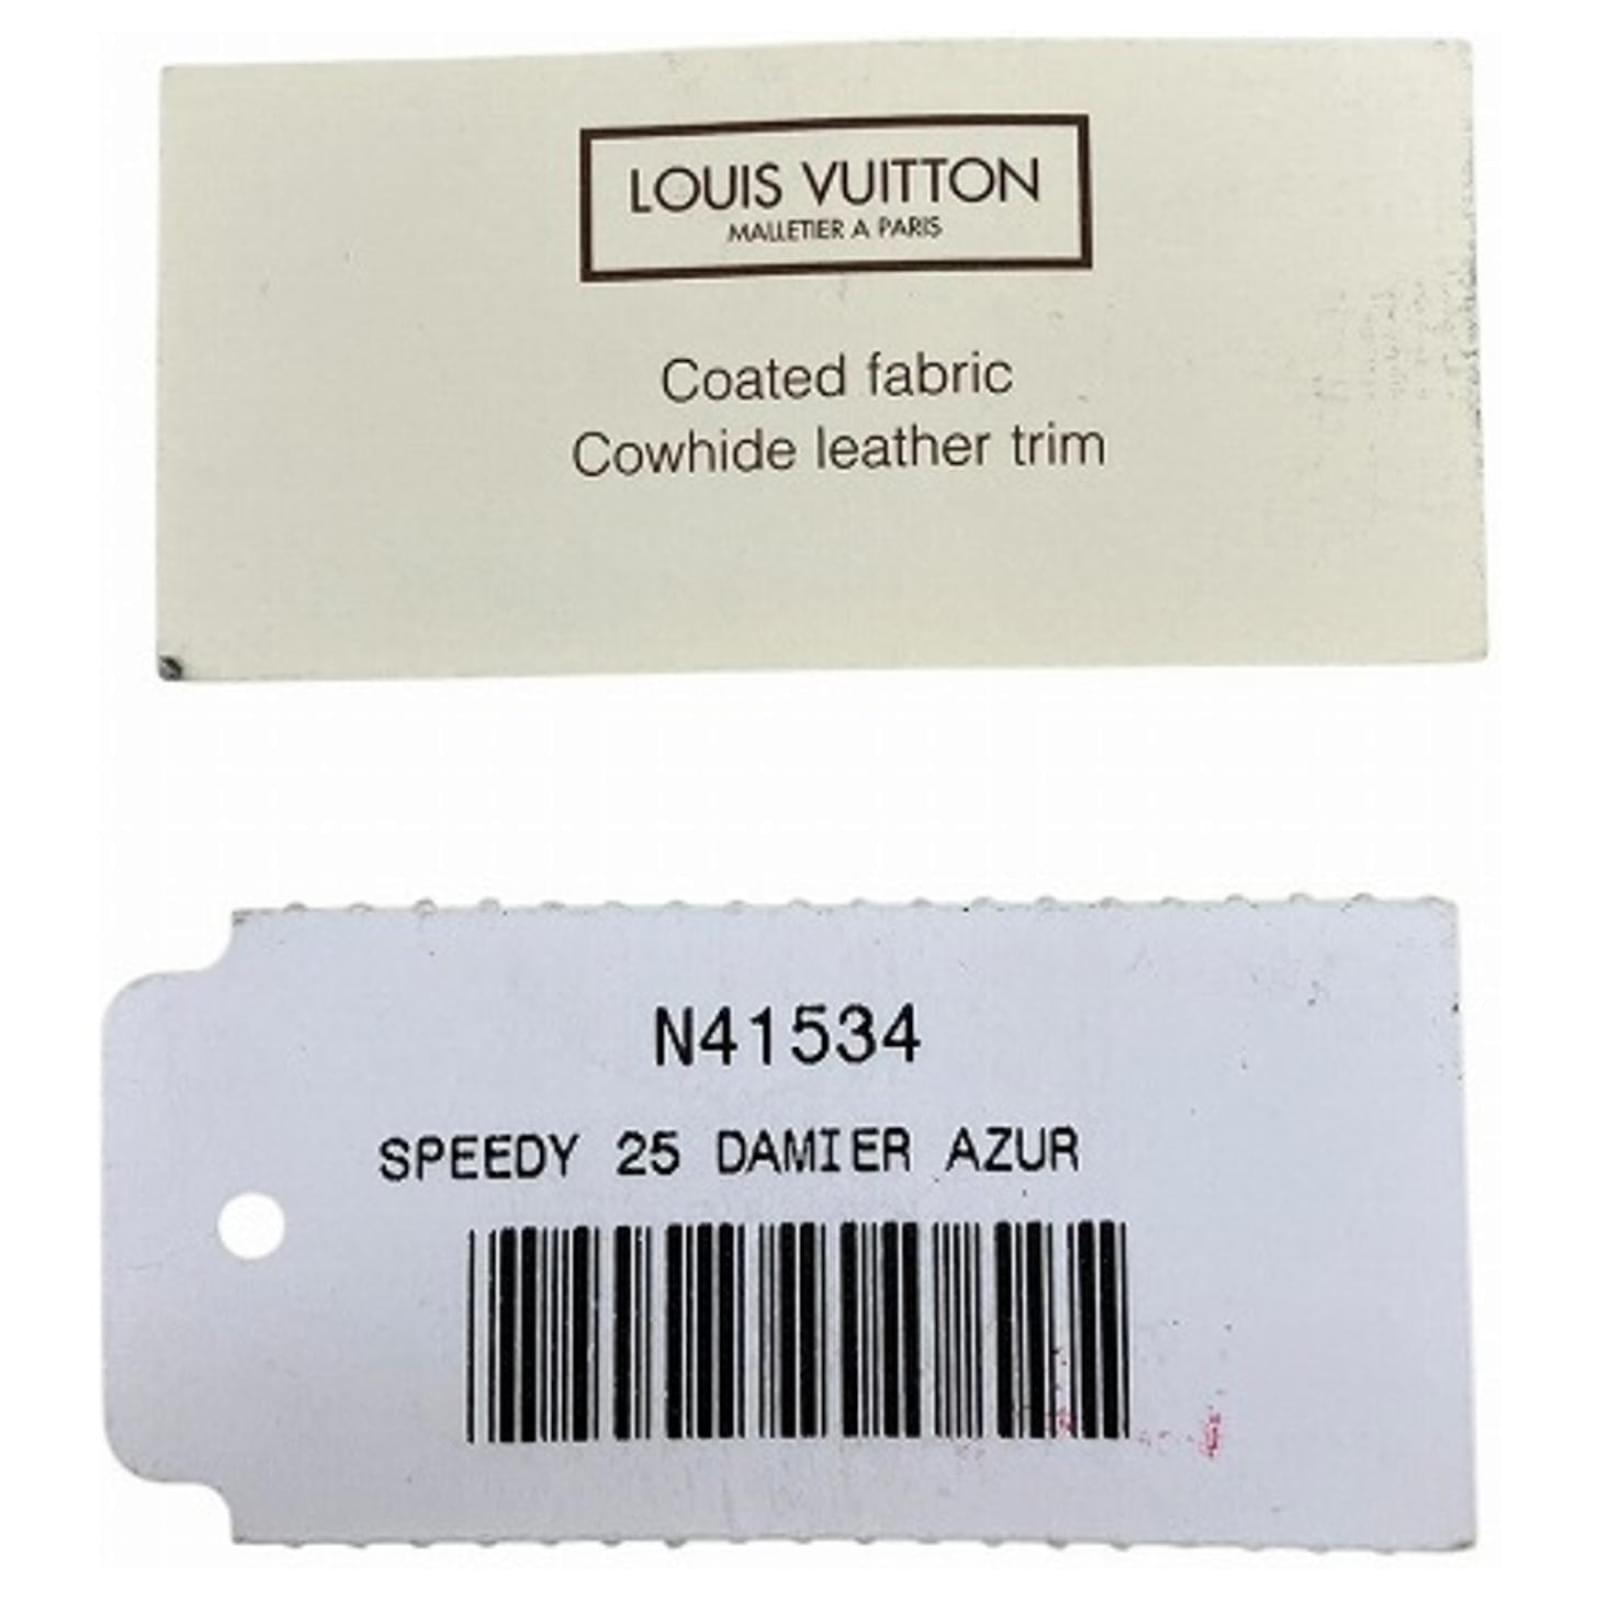 LOUIS VUITTON
MALLETIER A PARIS
Coated fabric
Cowhide leather trim
N41534
SPEEDY 25 DAMIER AZUR